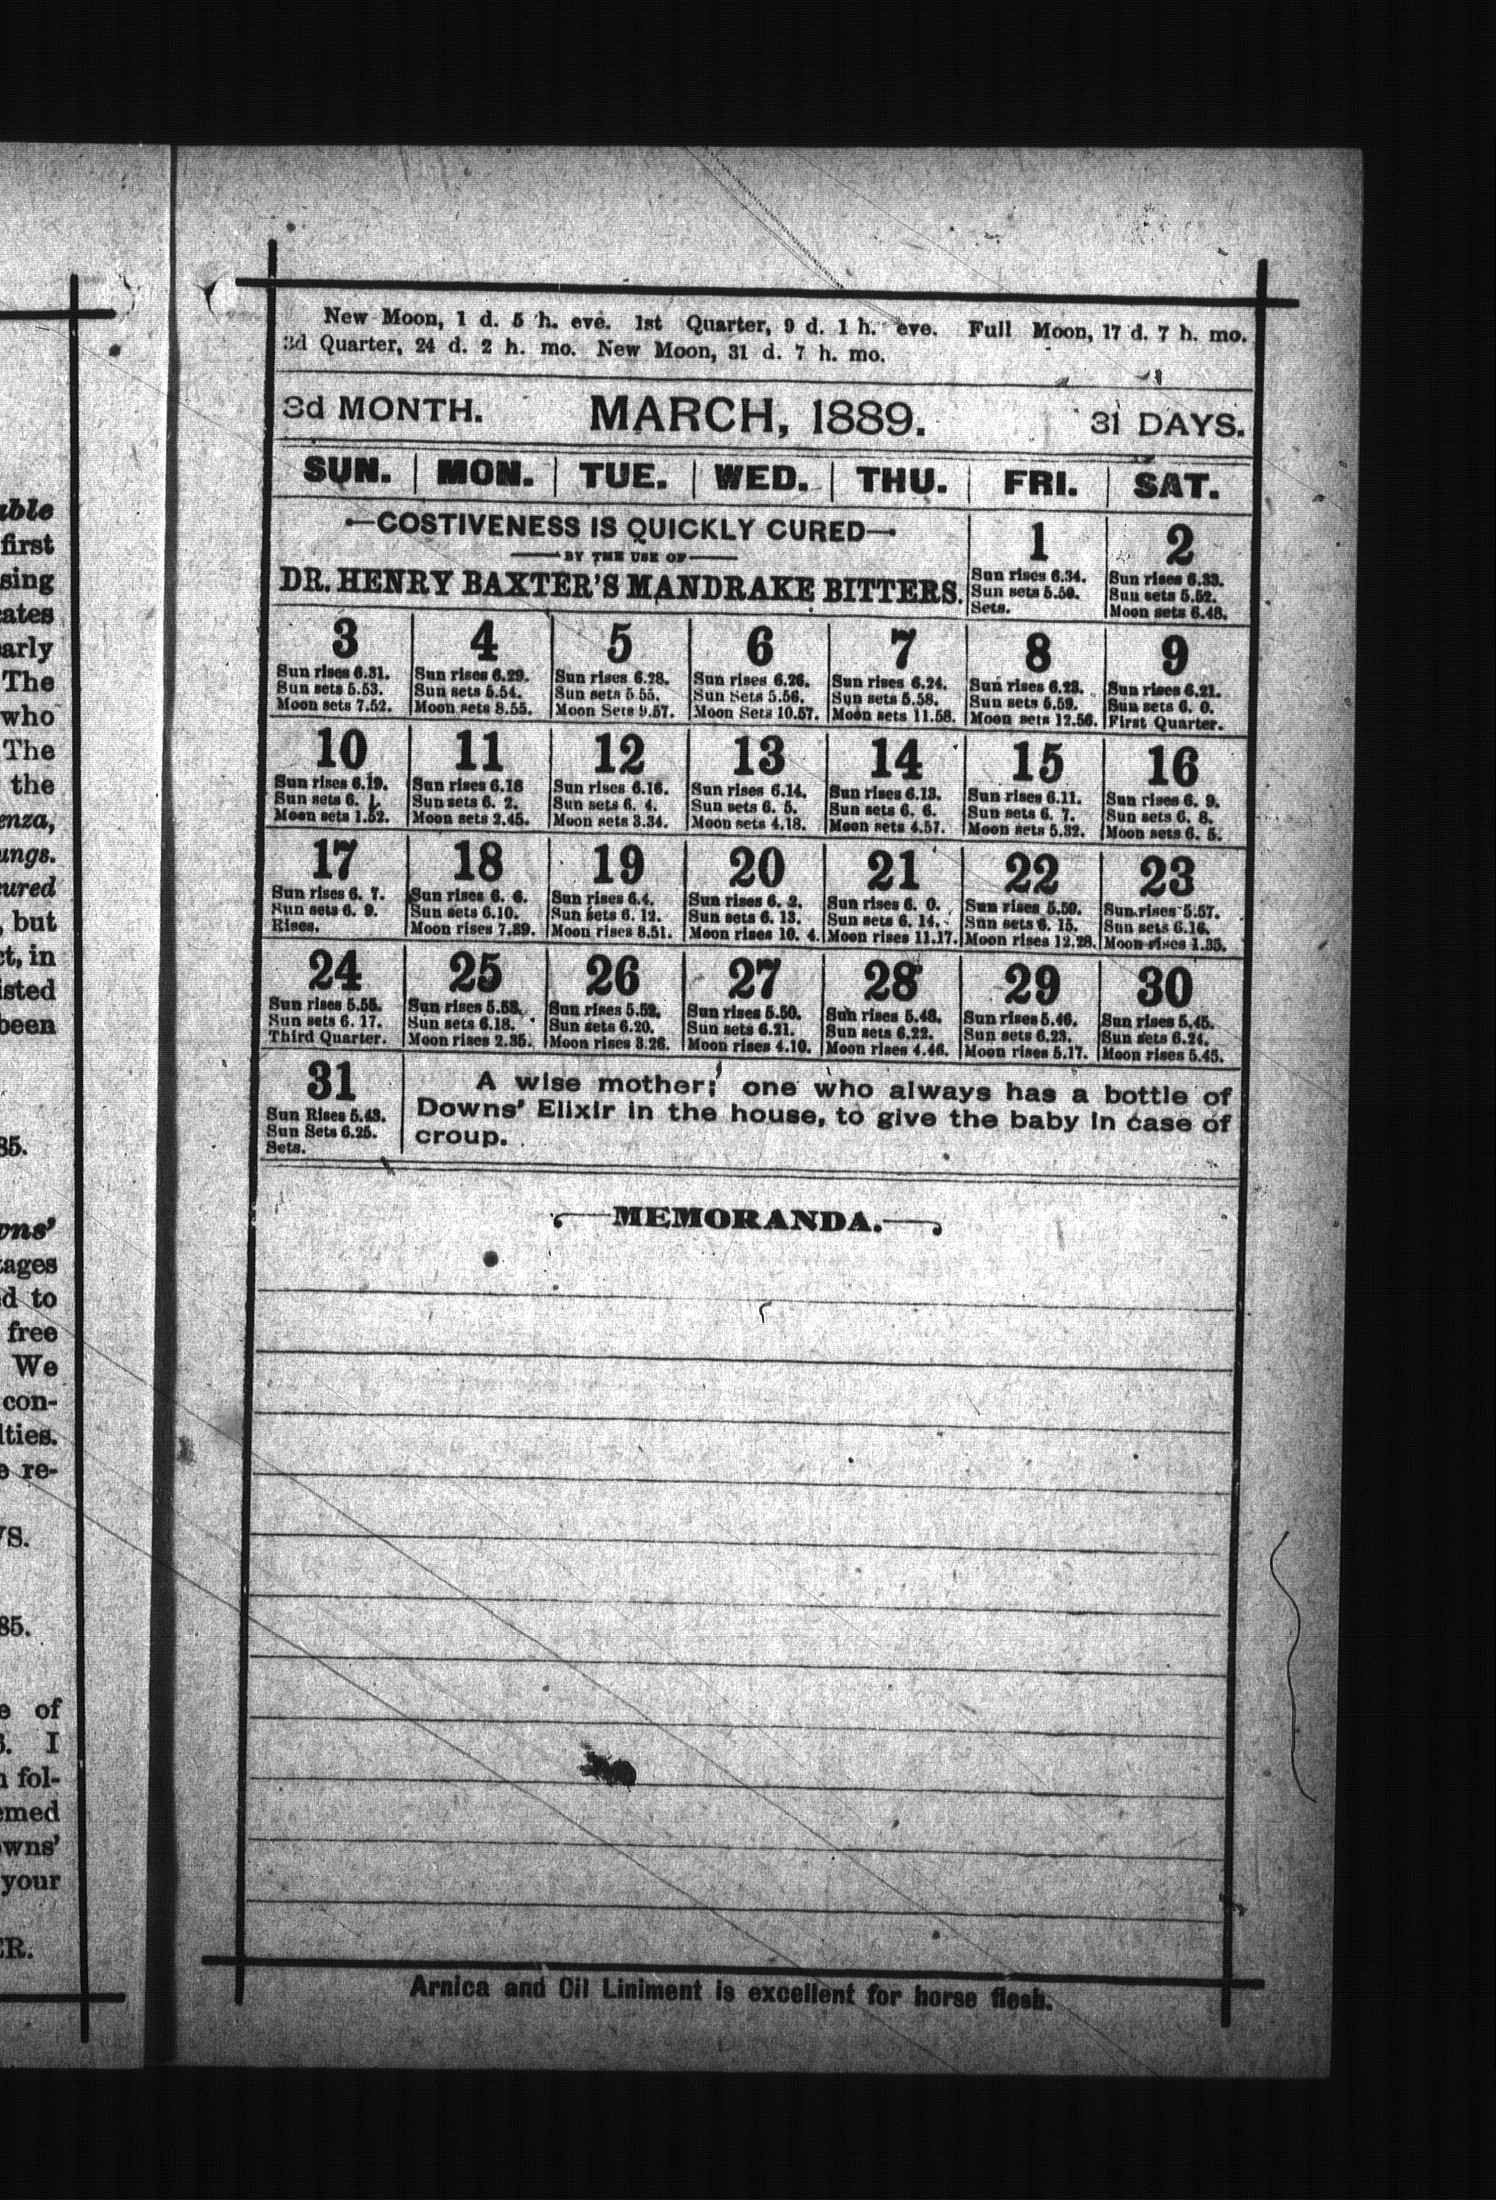 New Moon, 1 d. 5 h. eve. 1st Quarter, 9 d. 1 h. eve. Full Moon, 17 d. 7 h. mo.
3d Quarter, 24 d. 2 h. mo. New Moon, 31 d. 7 h. mo.
3d MONTH. MARCH, 1889. 31 DAYS.
SUN. MON. TUE. WED. THU. FRI. SAT.
COSTIVENESS IS QUICKLY CURED
BY THE USE OF
DR. HENRY BAXTER'S MANDRAKE BITTERS.
1
Sun rises 6.34.
Sun sets 5.50.
Sets.
2
Sun rises 6.33.
Sun sets 5.52.
Moon sets 6.48.
3
Sun rises 6.31.
Sun sets 5.53.
Moon sets 7.52.
4
Sun rises 6.29.
Sun sets 5.54.
Moon sets 8.55.
5
Sun rises 6.28.
Sun sets 5.55.
Moon Sets 9.57.
6
Sun rises 6.26.
Sun Sets 5.56.
Moon Sets 10.57.
7
Sun rises 6.24.
Sun sets 5.58.
Moon sets 11.58.
8
Sun rises 6.23.
Sun sets 5.59.
Moon sets 12.56.
9
Sun rises 6.21.
Sun sets 6. 0.
First Quarter.
10
Sun rises 6.19.
Sun sets 6. 1.
Moon sets 1.52.
11
Sun rises 6.18
Sun sets 6. 2.
Moon sets 2.45.
12
Sun rises 6.16.
Sun sets 6. 4.
Moon sets 3.34.
13
Sun rises 6.14.
Sun sets 6. 5.
Moon sets 4.18.
14
Sun rises 6.13.
Sun sets 6. 6.
Moon sets 4.57.
15
Sun rises 6.11.
Sun sets 6. 7.
Moon sets 5.32.
16
Sun rises 6. 9.
Sun sets 6. 8.
Moon sets 6. 5.
17
Sun rises 6. 7.
Sun sets 6. 9.
Rises.
18
Sun rises 6. 6.
Sun sets 6.10.
Moon rises 7.39.
19
Sun rises 6.4.
Sun sets 6. 12.
Moon rises 8.51.
20
Sun rises 6. 2.
Sun sets 6. 13.
Moon rises 10. 4.
21
Sun rises 6. 0.
Sun sets 6. 14.
Moon rises 11.17.
22
Sun rises 5.59.
Sun sets 6. 15.
Moon rises 12.28.
23
Sun rises 5.57.
Sun sets 6.16.
Moon rises 1.35.
24
Sun rises 5.55.
Sun sets 6. 17.
Third Quarter.
25
Sun rises 5.53.
Sun sets 6.18.
Moon rises 2.35.
26
Sun rises 5.52.
Sun sets 6.20.
Moon rises 3.26.
27
Sun rises 5.50.
Sun sets 6.21.
Moon rises 4.10.
28
Sun rises 5.48.
Sun sets 6.22.
Moon rises 4.46.
29
Sun rises 5.46.
Sun sets 6.23.
Moon rises 5.17.
30
Sun rises 5.45.
Sun sets 6.24.
Moon rises 5.45.
31
Sun Rises 5.43.
Sun Sets 6.25.
Sets.
A wise mother; one who always has a bottle of
Downs' Elixir in the house, to give the baby in case of
croup.
MEMORANDA.
Arnica and Oil Liniment is excellent for horse flesh.
first
The
who
The
the
but
in
been
85.
to
free
We
con-
re-
85.
of
I
fol-
your